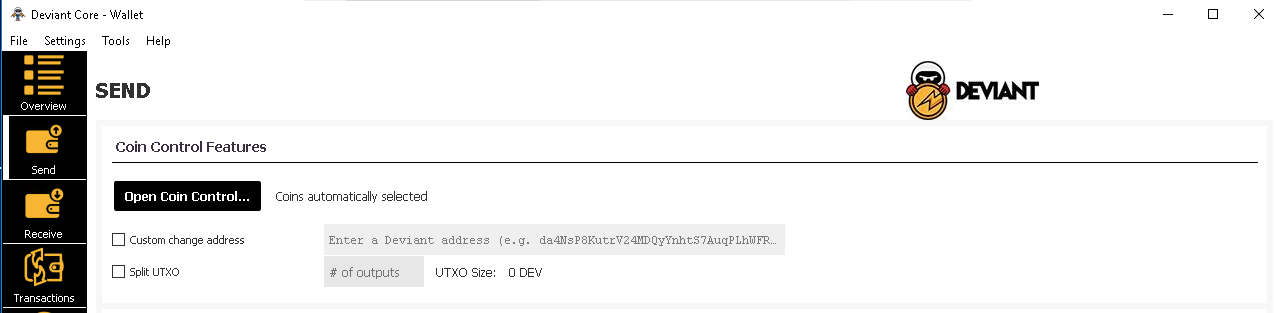 Deviant Core - Wallet
File Settings Tools Help
Overview
SEND
DEVIANT
Send
Coin Control Features
Open Coin Control... Coins automatically selected
Receive
Custom change address Enter a Deviant address (e.g. da4NsP8KutrV24MDQyYnhtS7AuqPLhWFR…
Split UTXO # of outputs UTXO Size: 0 DEV
Transactions